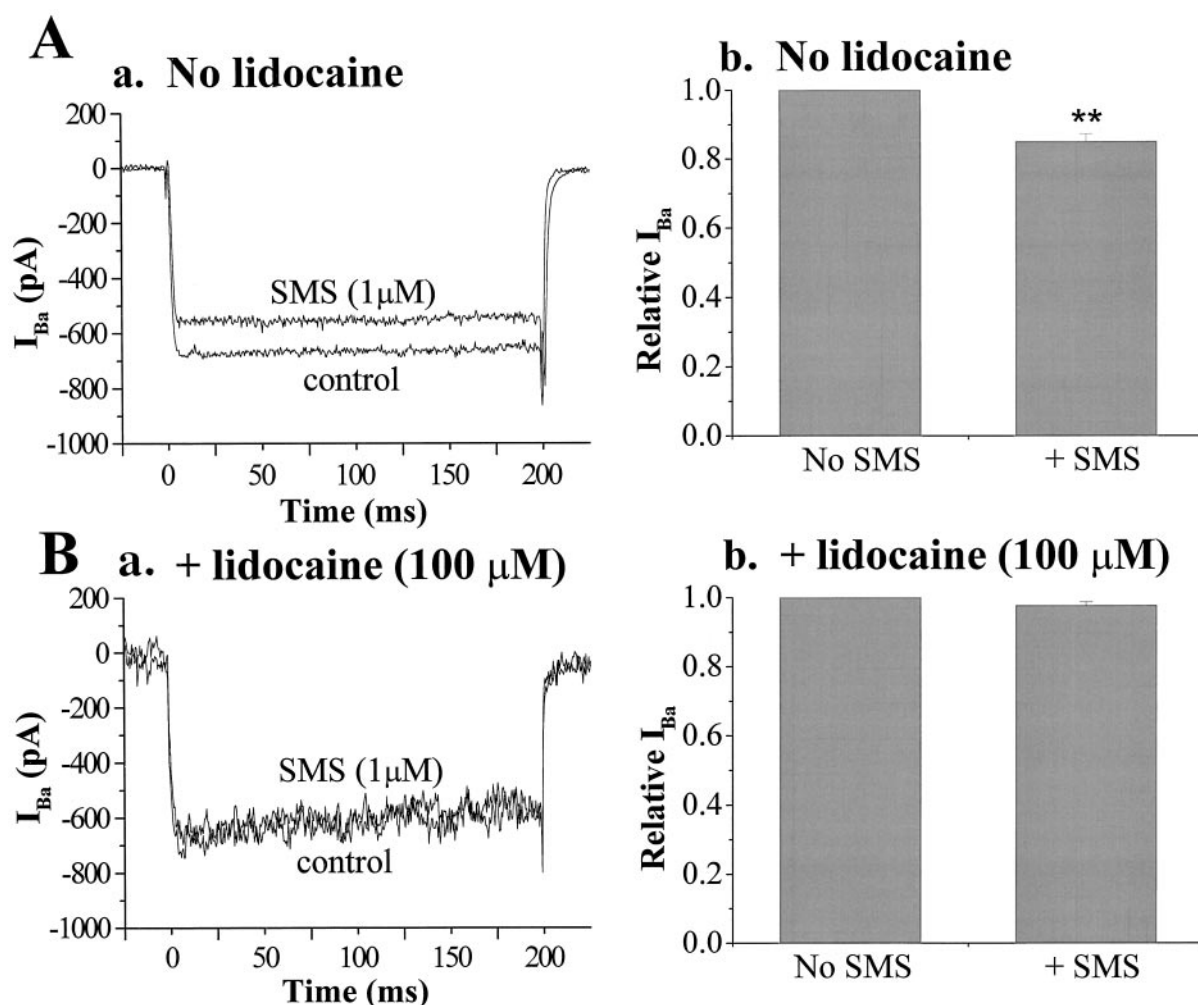 A
a. No lidocaine
200
0
-200
-400
-600
-800
-1000
I_Ba (pA)
SMS (1μM)
control
0 50 100 150 200
Time (ms)
b. No lidocaine
1.0
0.8
0.6
0.4
0.2
0.0
Relative I_Ba
**
No SMS + SMS
B
a. + lidocaine (100 μM)
200
0
-200
-400
-600
-800
-1000
I_Ba (pA)
SMS (1μM)
control
0 50 100 150 200
Time (ms)
b. + lidocaine (100 μM)
1.0
0.8
0.6
0.4
0.2
0.0
Relative I_Ba
No SMS + SMS